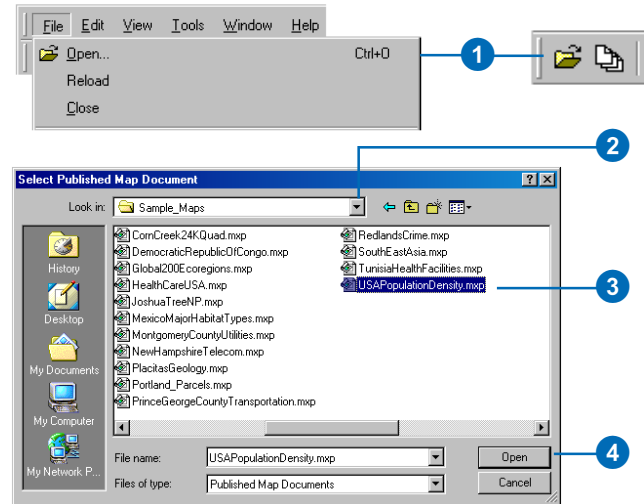 File Edit View Tools Window Help
Open... Ctrl+O
Reload
Close
1
2
Select Published Map Document
Look in: Sample_Maps
History
Desktop
My Documents
My Computer
My Network P...
CornCreek24KQuad.mxp
DemocraticRepublicOfCongo.mxp
Global200Ecoregions.mxp
HealthCareUSA.mxp
JoshuaTreeNP.mxp
MexicoMajorHabitatTypes.mxp
MontgomeryCountyUtilities.mxp
NewHampshireTelecom.mxp
PlacitasGeology.mxp
Portland_Parcels.mxp
PrinceGeorgeCountyTransportation.mxp
RedlandsCrime.mxp
SouthEastAsia.mxp
TunisiaHealthFacilities.mxp
USAPopulationDensity.mxp
3
File name: USAPopulationDensity.mxp Open
4
Files of type: Published Map Documents Cancel